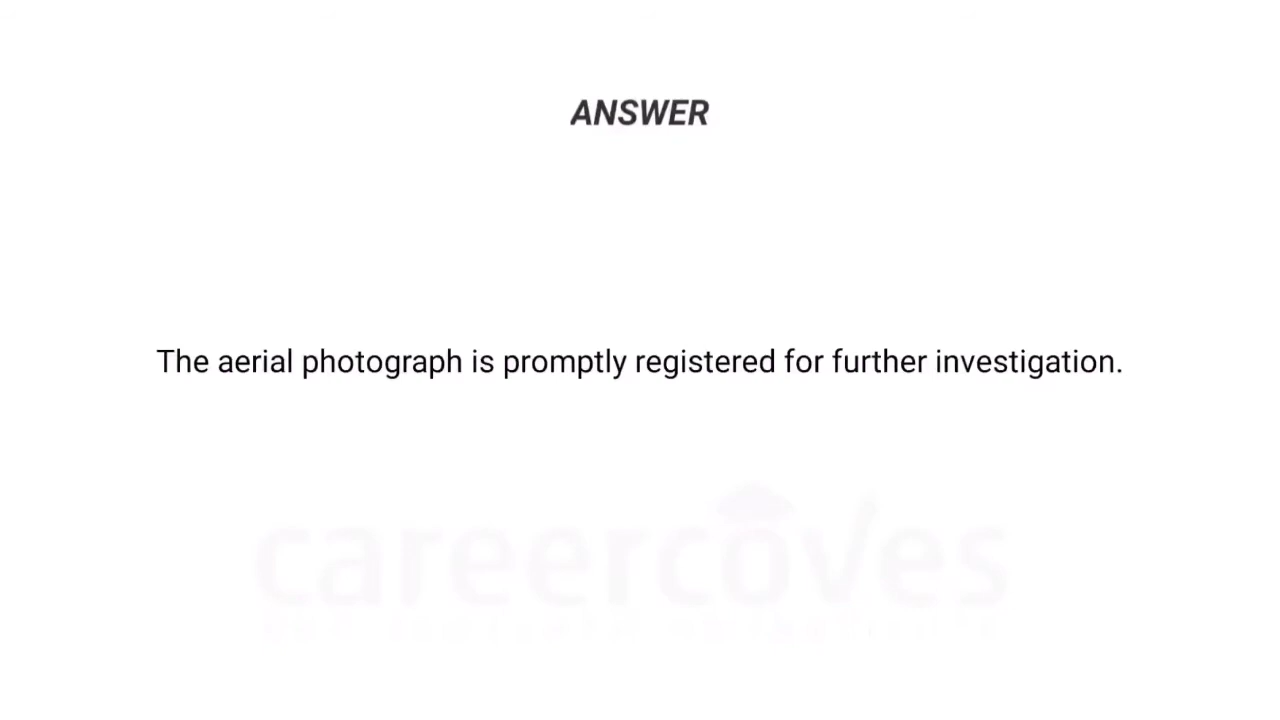 ANSWER
The aerial photograph is promptly registered for further investigation.
careercoves